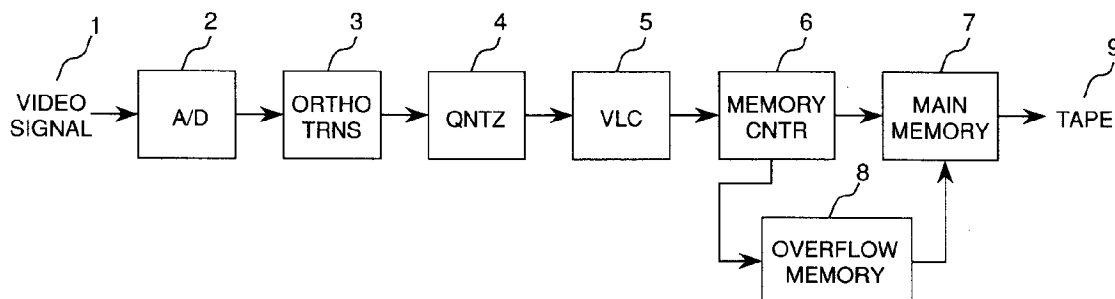 1
2
3
4
5
6
7
9
VIDEO
SIGNAL
A/D
ORTHO
TRNS
QNTZ
VLC
MEMORY
CNTR
MAIN
MEMORY
TAPE
8
OVERFLOW
MEMORY